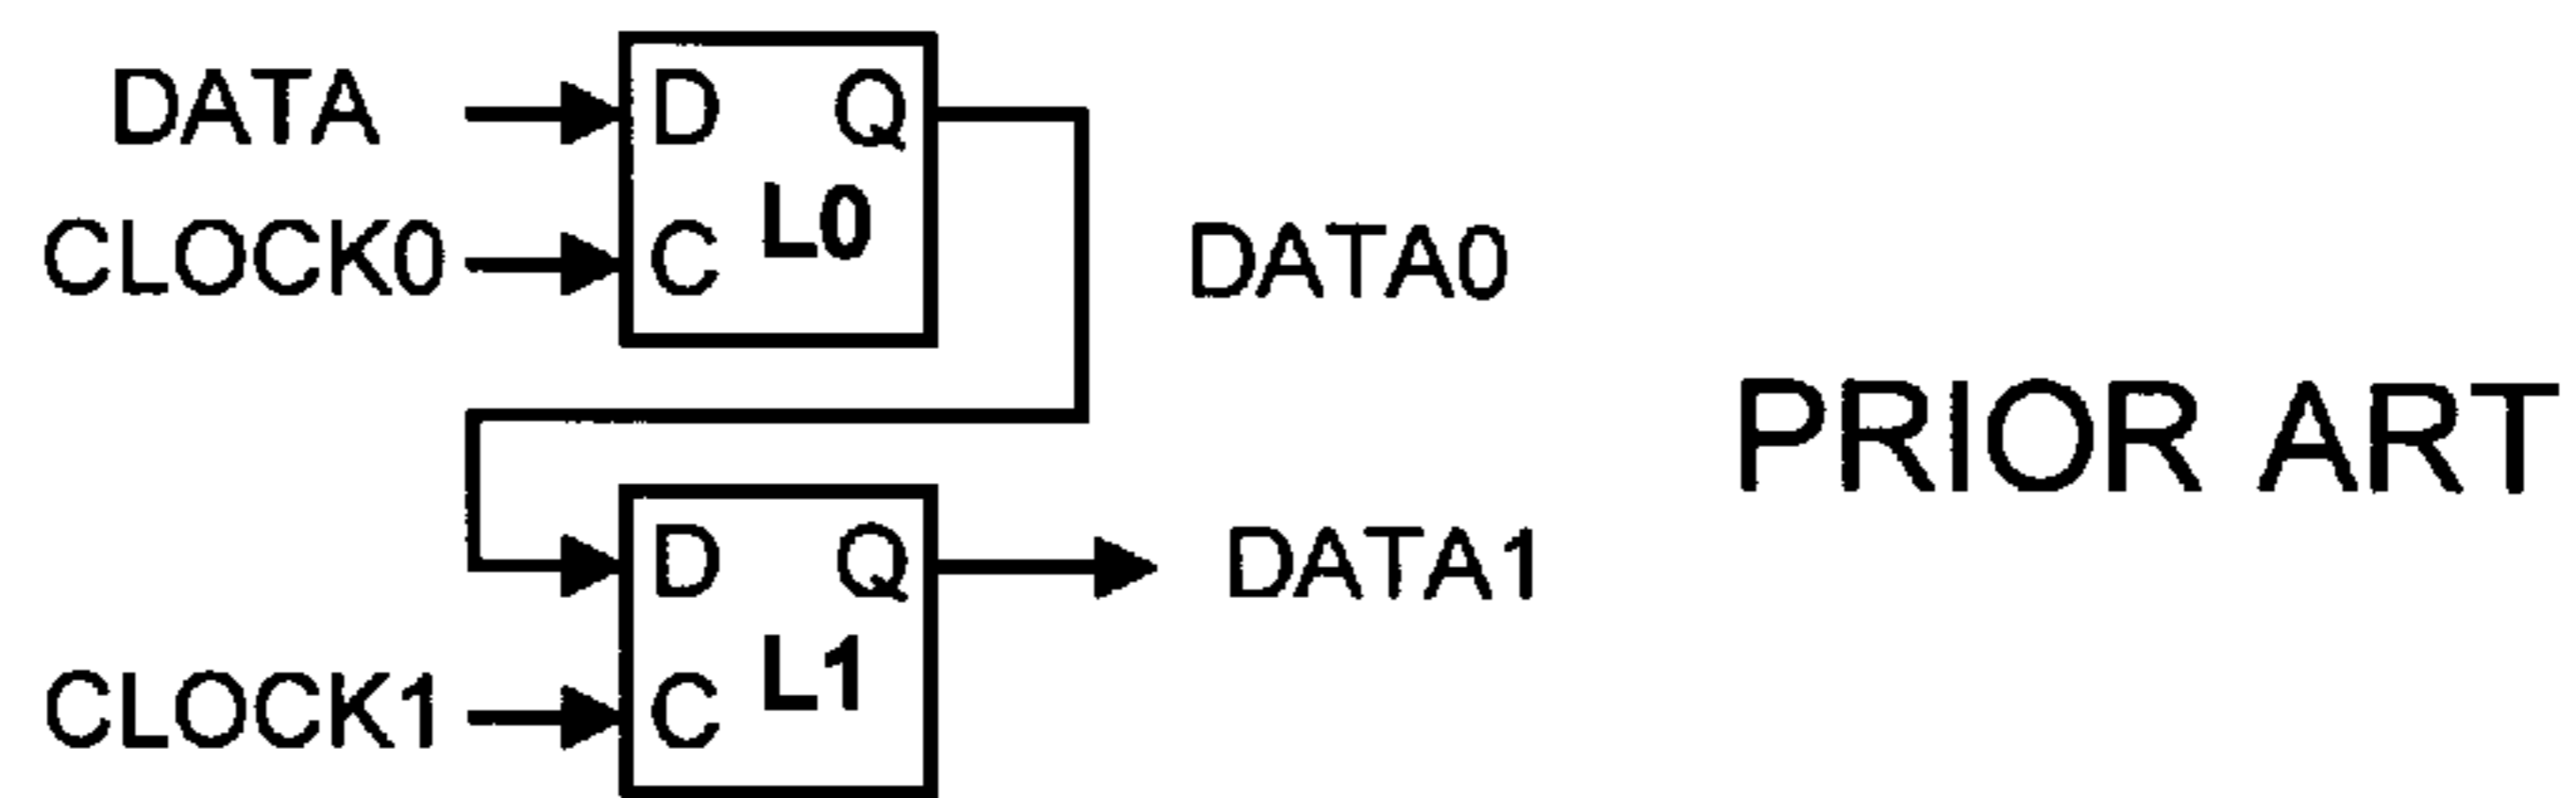 DATA
D Q
CLOCK0
C L0
DATA0
PRIOR ART
D Q
DATA1
CLOCK1
C L1